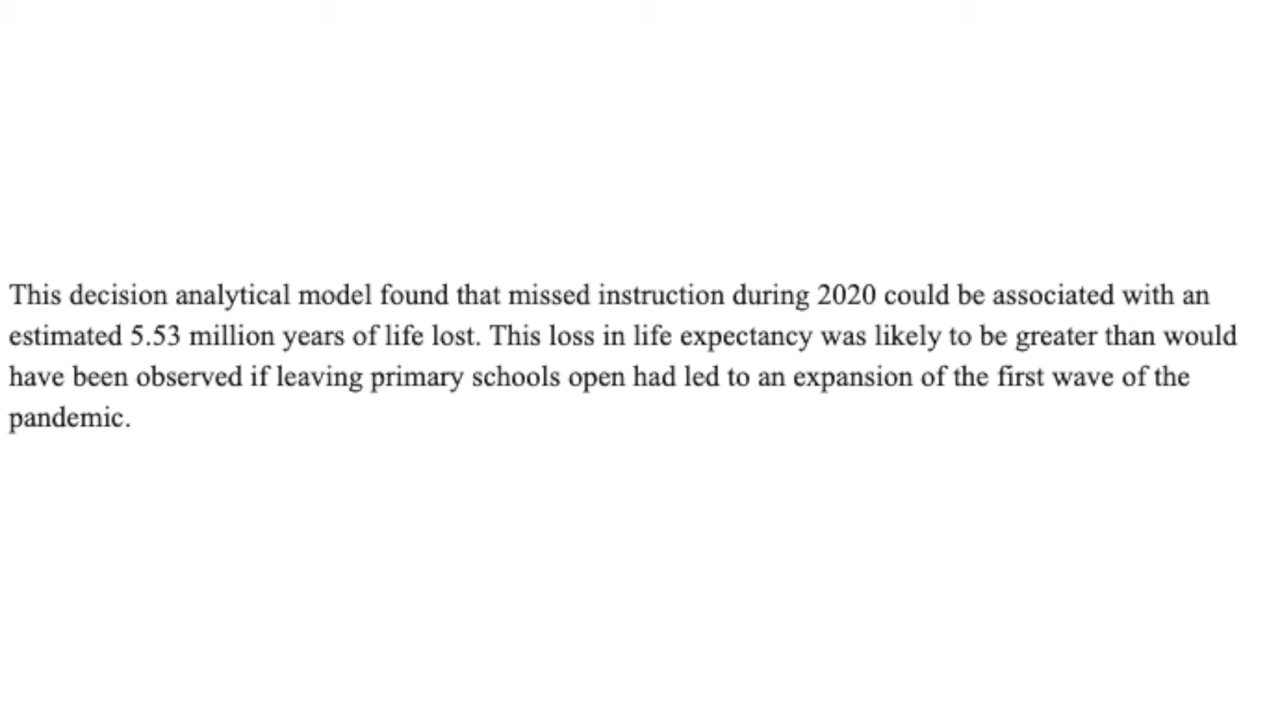 This decision analytical model found that missed instruction during 2020 could be associated with an
estimated 5.53 million years of life lost. This loss in life expectancy was likely to be greater than would
have been observed if leaving primary schools open had led to an expansion of the first wave of the
pandemic.